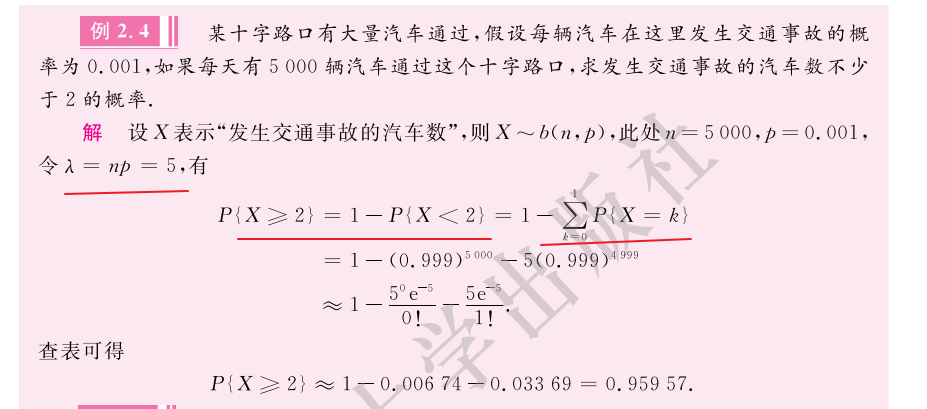 例 2.4 某十字路口有大量汽车通过,假设每辆汽车在这里发生交通事故的概
率为 0.001,如果每天有 5 000 辆汽车通过这个十字路口,求发生交通事故的汽车数不少
于 2 的概率.
解 设 X 表示“发生交通事故的汽车数”,则 X ~ b(n,p),此处 n=5 000,p=0.001,
令 λ = np = 5,有
P{X ≥ 2} = 1 − P{X < 2} = 1 − ∑_{k=0}^{1} P{X = k}
= 1 − (0.999)^{5 000} − 5(0.999)^{4 999}
≈ 1 − \frac{5^0 e^{-5}}{0!} − \frac{5e^{-5}}{1!}.
查表可得
P{X ≥ 2} ≈ 1 − 0.006 74 − 0.033 69 = 0.959 57.
学出版社